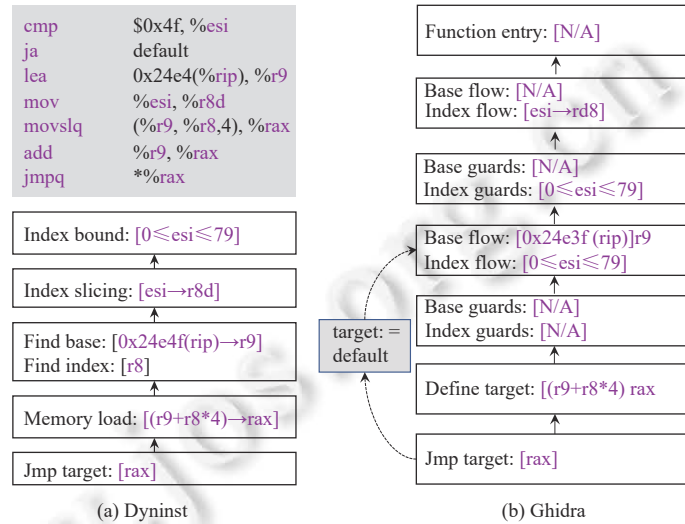 cmp $0x4f, %esi
ja default
lea 0x24e4(%rip), %r9
mov %esi, %r8d
movslq (%r9, %r8,4), %rax
add %r9, %rax
jmpq *%rax
Index bound: [0⩽esi⩽79]
Index slicing: [esi→r8d]
Find base: [0x24e4f(rip)→r9]
Find index: [r8]
Memory load: [(r9+r8*4)→rax]
Jmp target: [rax]
(a) Dyninst
Function entry: [N/A]
Base flow: [N/A]
Index flow: [esi→rd8]
Base guards: [N/A]
Index guards: [0⩽esi⩽79]
Base flow: [0x24e3f (rip)]r9
Index flow: [0⩽esi⩽79]
target: =
default
Base guards: [N/A]
Index guards: [N/A]
Define target: [(r9+r8*4) rax
Jmp target: [rax]
(b) Ghidra